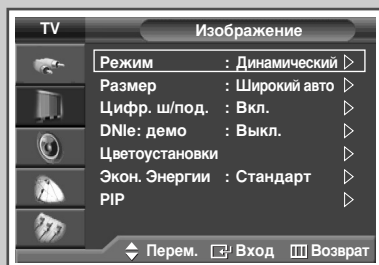 TV Изображение
Режим : Динамический
Размер : Широкий авто
Цифр. ш/под. : Вкл.
DNIe: демо : Выкл.
Цветоустановки
Экон. Энергии : Стандарт
PIP
Перем. Вход Возврат